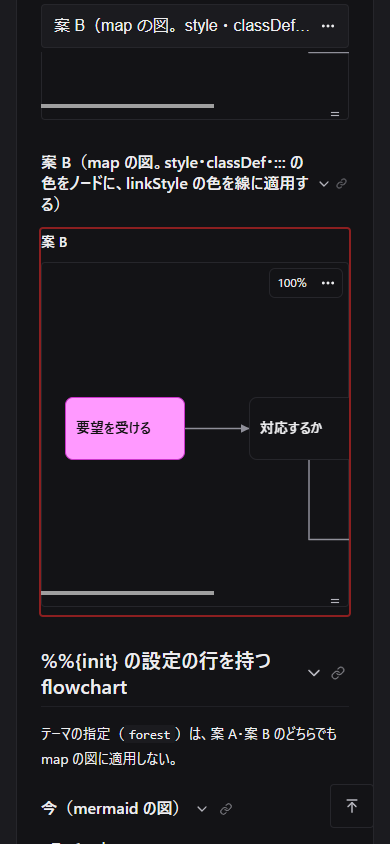 案 B（map の図。style・classDef…
案 B（map の図。style・classDef・::: の
色をノードに、linkStyle の色を線に適用す
る）
案 B
100%
要望を受ける
対応するか
%%{init} の設定の行を持つ
flowchart
テーマの指定（forest）は、案 A・案 B のどちらでも
map の図に適用しない。
今（mermaid の図）